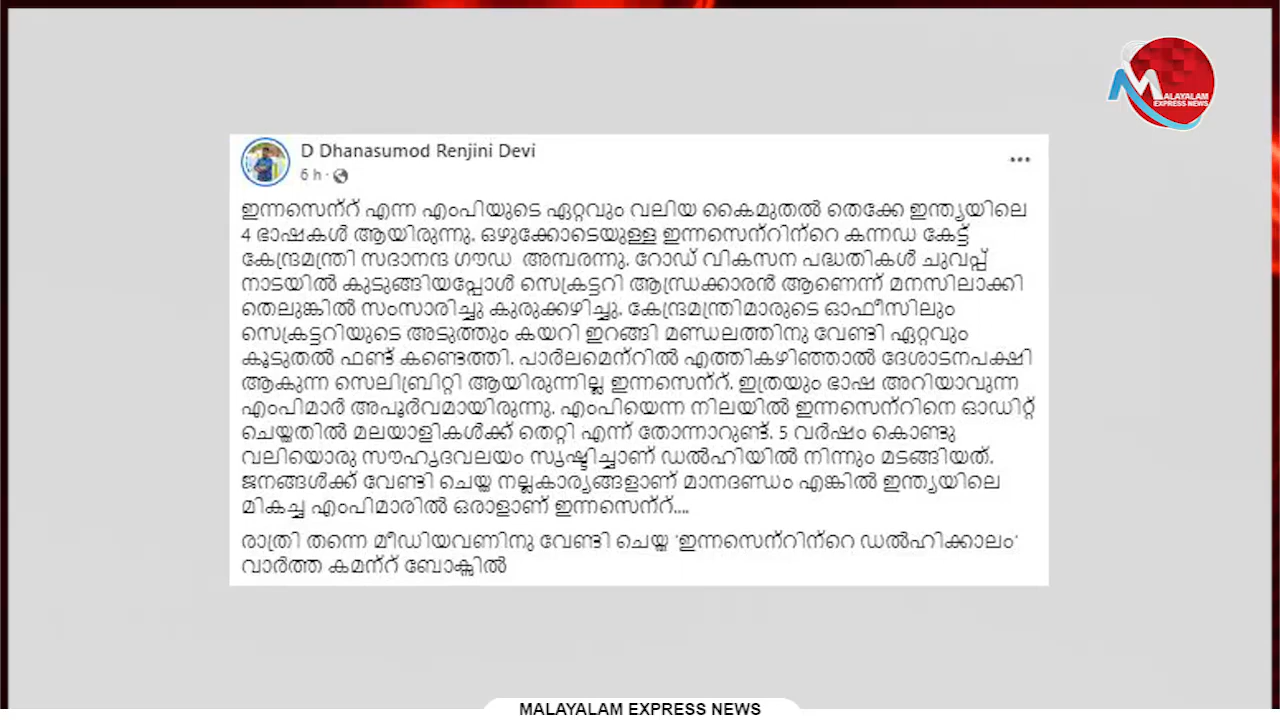 MALAYALAM
EXPRESS NEWS
D Dhanasumod Renjini Devi
6 h ·
ഇന്നസെന്റ് എന്ന എംപിയുടെ ഏറ്റവും വലിയ കൈമുതൽ തെക്കേ ഇന്ത്യയിലെ
4 ഭാഷകൾ ആയിരുന്നു. ഒഴുക്കോടെയുള്ള ഇന്നസെന്റിന്റെ കന്നഡ കേട്ട്
കേന്ദ്രമന്ത്രി സദാനന്ദ ഗൗഡ അമ്പരന്നു. റോഡ് വികസന പദ്ധതികൾ ചുവപ്പ്
നാടയിൽ കുടുങ്ങിയപ്പോൾ സെക്രട്ടറി ആന്ധ്രക്കാരൻ ആണെന്ന് മനസിലാക്കി
തെലുങ്കിൽ സംസാരിച്ചു കുരുക്കഴിച്ചു. കേന്ദ്രമന്ത്രിമാരുടെ ഓഫീസിലും
സെക്രട്ടറിയുടെ അടുത്തും കയറി ഇറങ്ങി മണ്ഡലത്തിനു വേണ്ടി ഏറ്റവും
കൂടുതൽ ഫണ്ട് കണ്ടെത്തി. പാർലമെന്റിൽ എത്തികഴിഞ്ഞാൽ ദേശാടനപക്ഷി
ആകുന്ന സെലിബ്രിറ്റി ആയിരുന്നില്ല ഇന്നസെന്റ്. ഇത്രയും ഭാഷ അറിയാവുന്ന
എംപിമാർ അപൂർവമായിരുന്നു. എംപിയെന്ന നിലയിൽ ഇന്നസെന്റിനെ ഓഡിറ്റ്
ചെയ്തതിൽ മലയാളികൾക്ക് തെറ്റി എന്ന് തോന്നാറുണ്ട്. 5 വർഷം കൊണ്ടു
വലിയൊരു സൗഹൃദവലയം സൃഷ്ടിച്ചാണ് ഡൽഹിയിൽ നിന്നും മടങ്ങിയത്.
ജനങ്ങൾക്ക് വേണ്ടി ചെയ്ത നല്ലകാര്യങ്ങളാണ് മാനദണ്ഡം എങ്കിൽ ഇന്ത്യയിലെ
മികച്ച എംപിമാരിൽ ഒരാളാണ് ഇന്നസെന്റ്....
രാത്രി തന്നെ മീഡിയവണിനു വേണ്ടി ചെയ്ത 'ഇന്നസെന്റിന്റെ ഡൽഹിക്കാലം'
വാർത്ത കമന്റ് ബോക്സിൽ
MALAYALAM EXPRESS NEWS